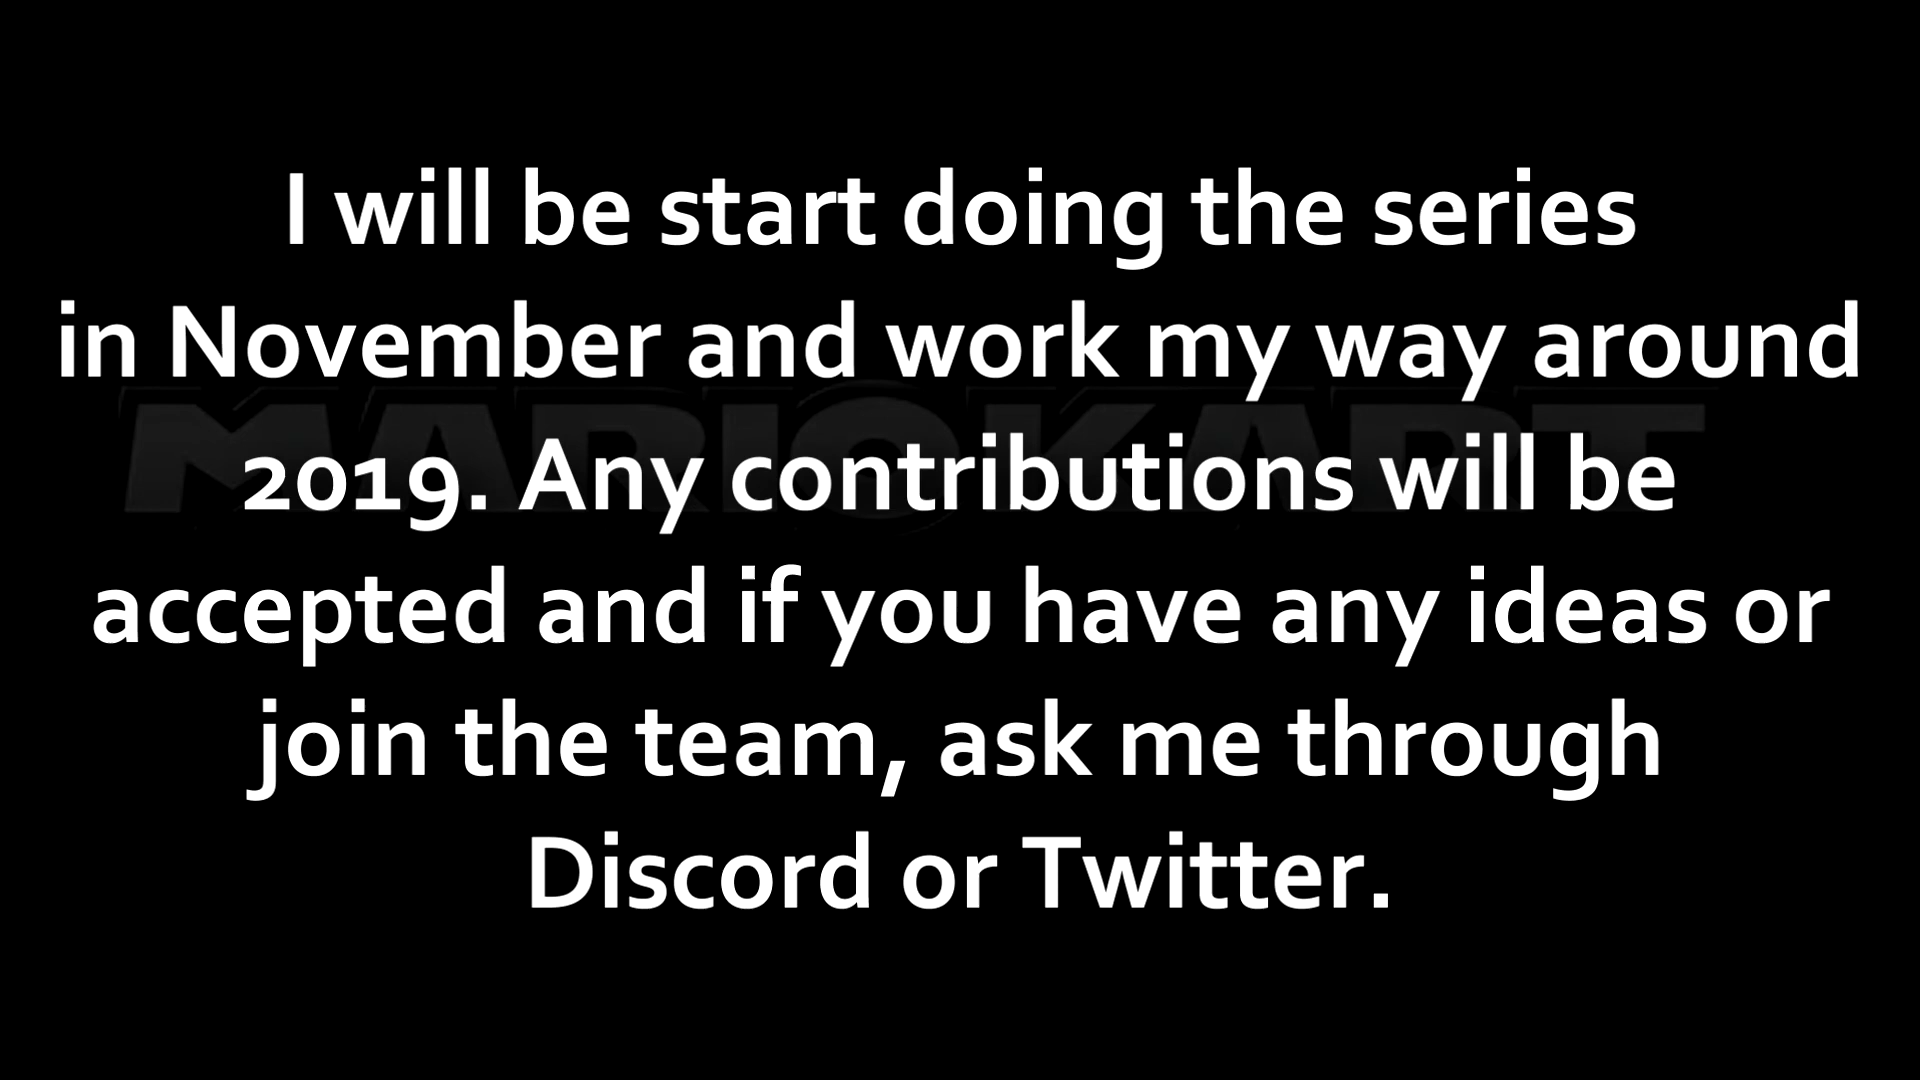 I will be start doing the series
in November and work my way around
MARIOKART
2019. Any contributions will be
accepted and if you have any ideas or
join the team, ask me through
Discord or Twitter.